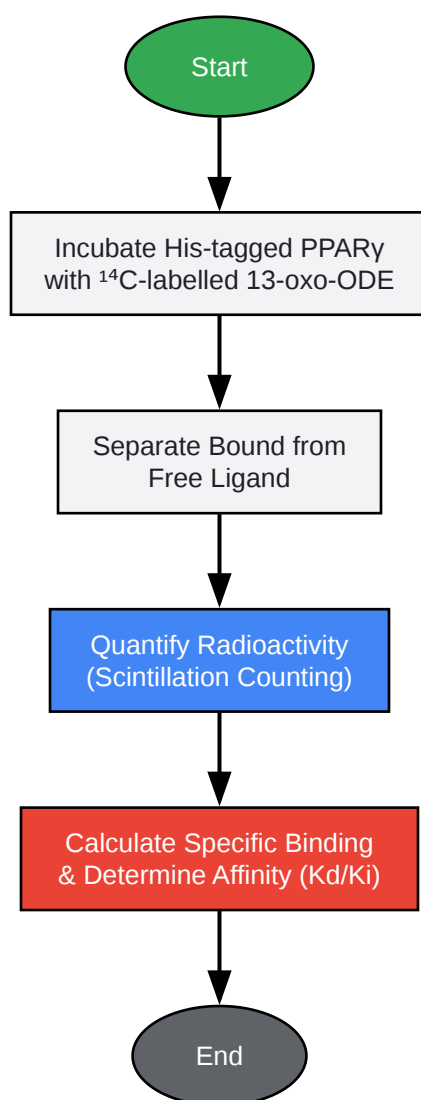 Start
Incubate His-tagged PPARγ
with ¹⁴C-labelled 13-oxo-ODE
Separate Bound from
Free Ligand
Quantify Radioactivity
(Scintillation Counting)
Calculate Specific Binding
& Determine Affinity (Kd/Ki)
End